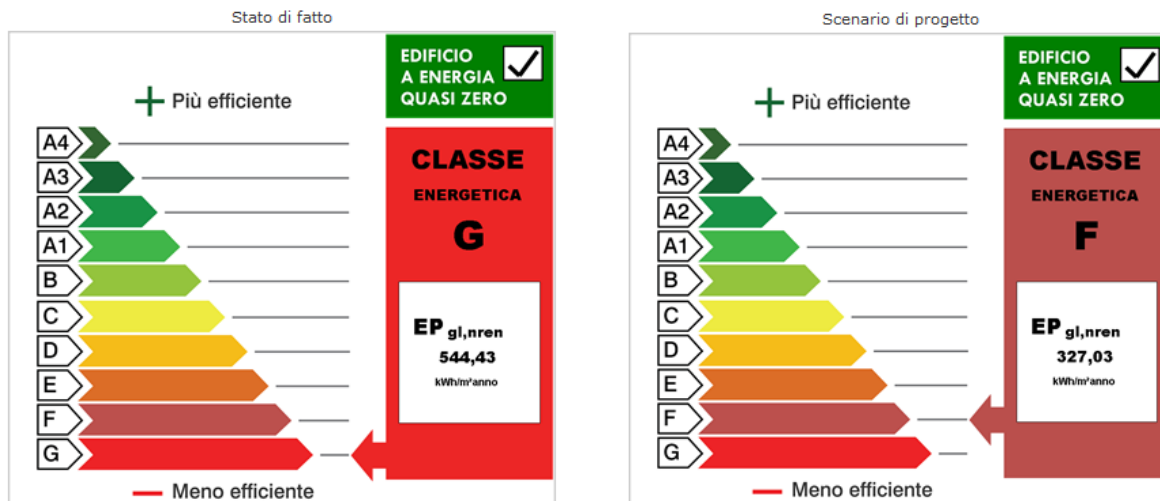 Stato di fatto
EDIFICIO
A ENERGIA
QUASI ZERO
Più efficiente
A4
A3
A2
A1
B
C
D
E
F
G
Meno efficiente
CLASSE
ENERGETICA
G
EP gl,nren
544,43
kWh/m²anno
Scenario di progetto
EDIFICIO
A ENERGIA
QUASI ZERO
Più efficiente
A4
A3
A2
A1
B
C
D
E
F
G
Meno efficiente
CLASSE
ENERGETICA
F
EP gl,nren
327,03
kWh/m²anno